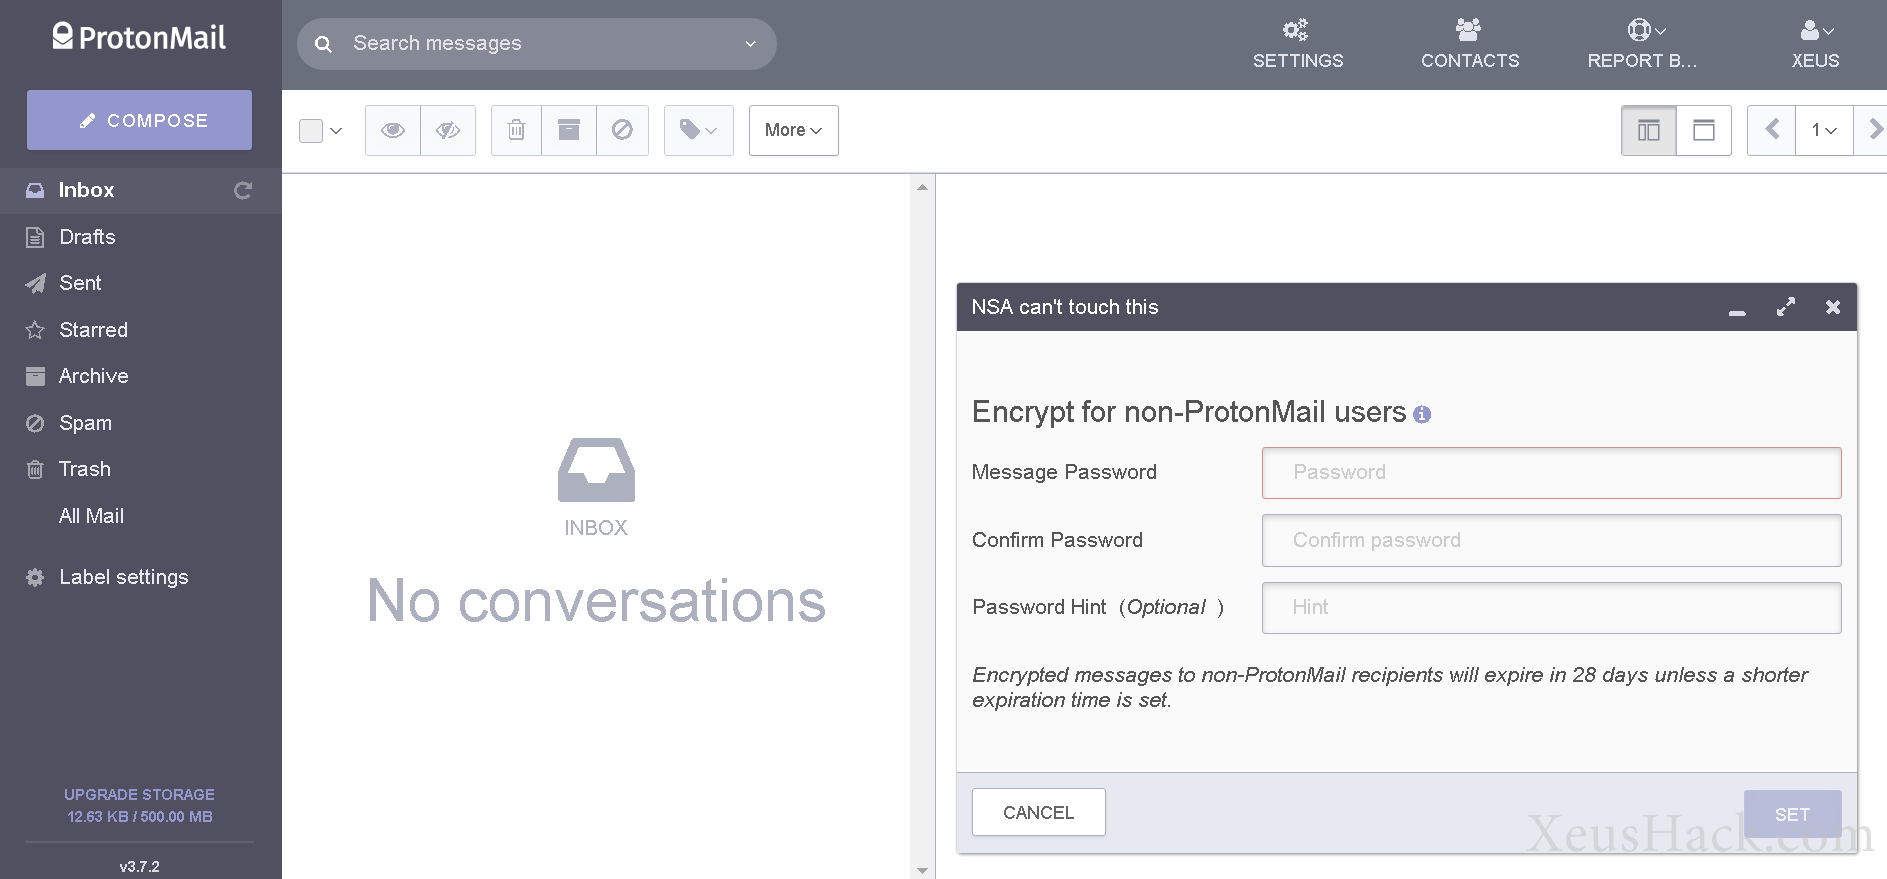 ProtonMail
Search messages
SETTINGS
CONTACTS
REPORT B...
XEUS
COMPOSE
More
1
Inbox
Drafts
Sent
Starred
Archive
Spam
Trash
All Mail
Label settings
INBOX
No conversations
NSA can't touch this
Encrypt for non-ProtonMail users
Message Password
Password
Confirm Password
Confirm password
Password Hint (Optional )
Hint
Encrypted messages to non-ProtonMail recipients will expire in 28 days unless a shorter
expiration time is set.
CANCEL
SET
XeusHack.com
UPGRADE STORAGE
12.63 KB / 500.00 MB
v3.7.2